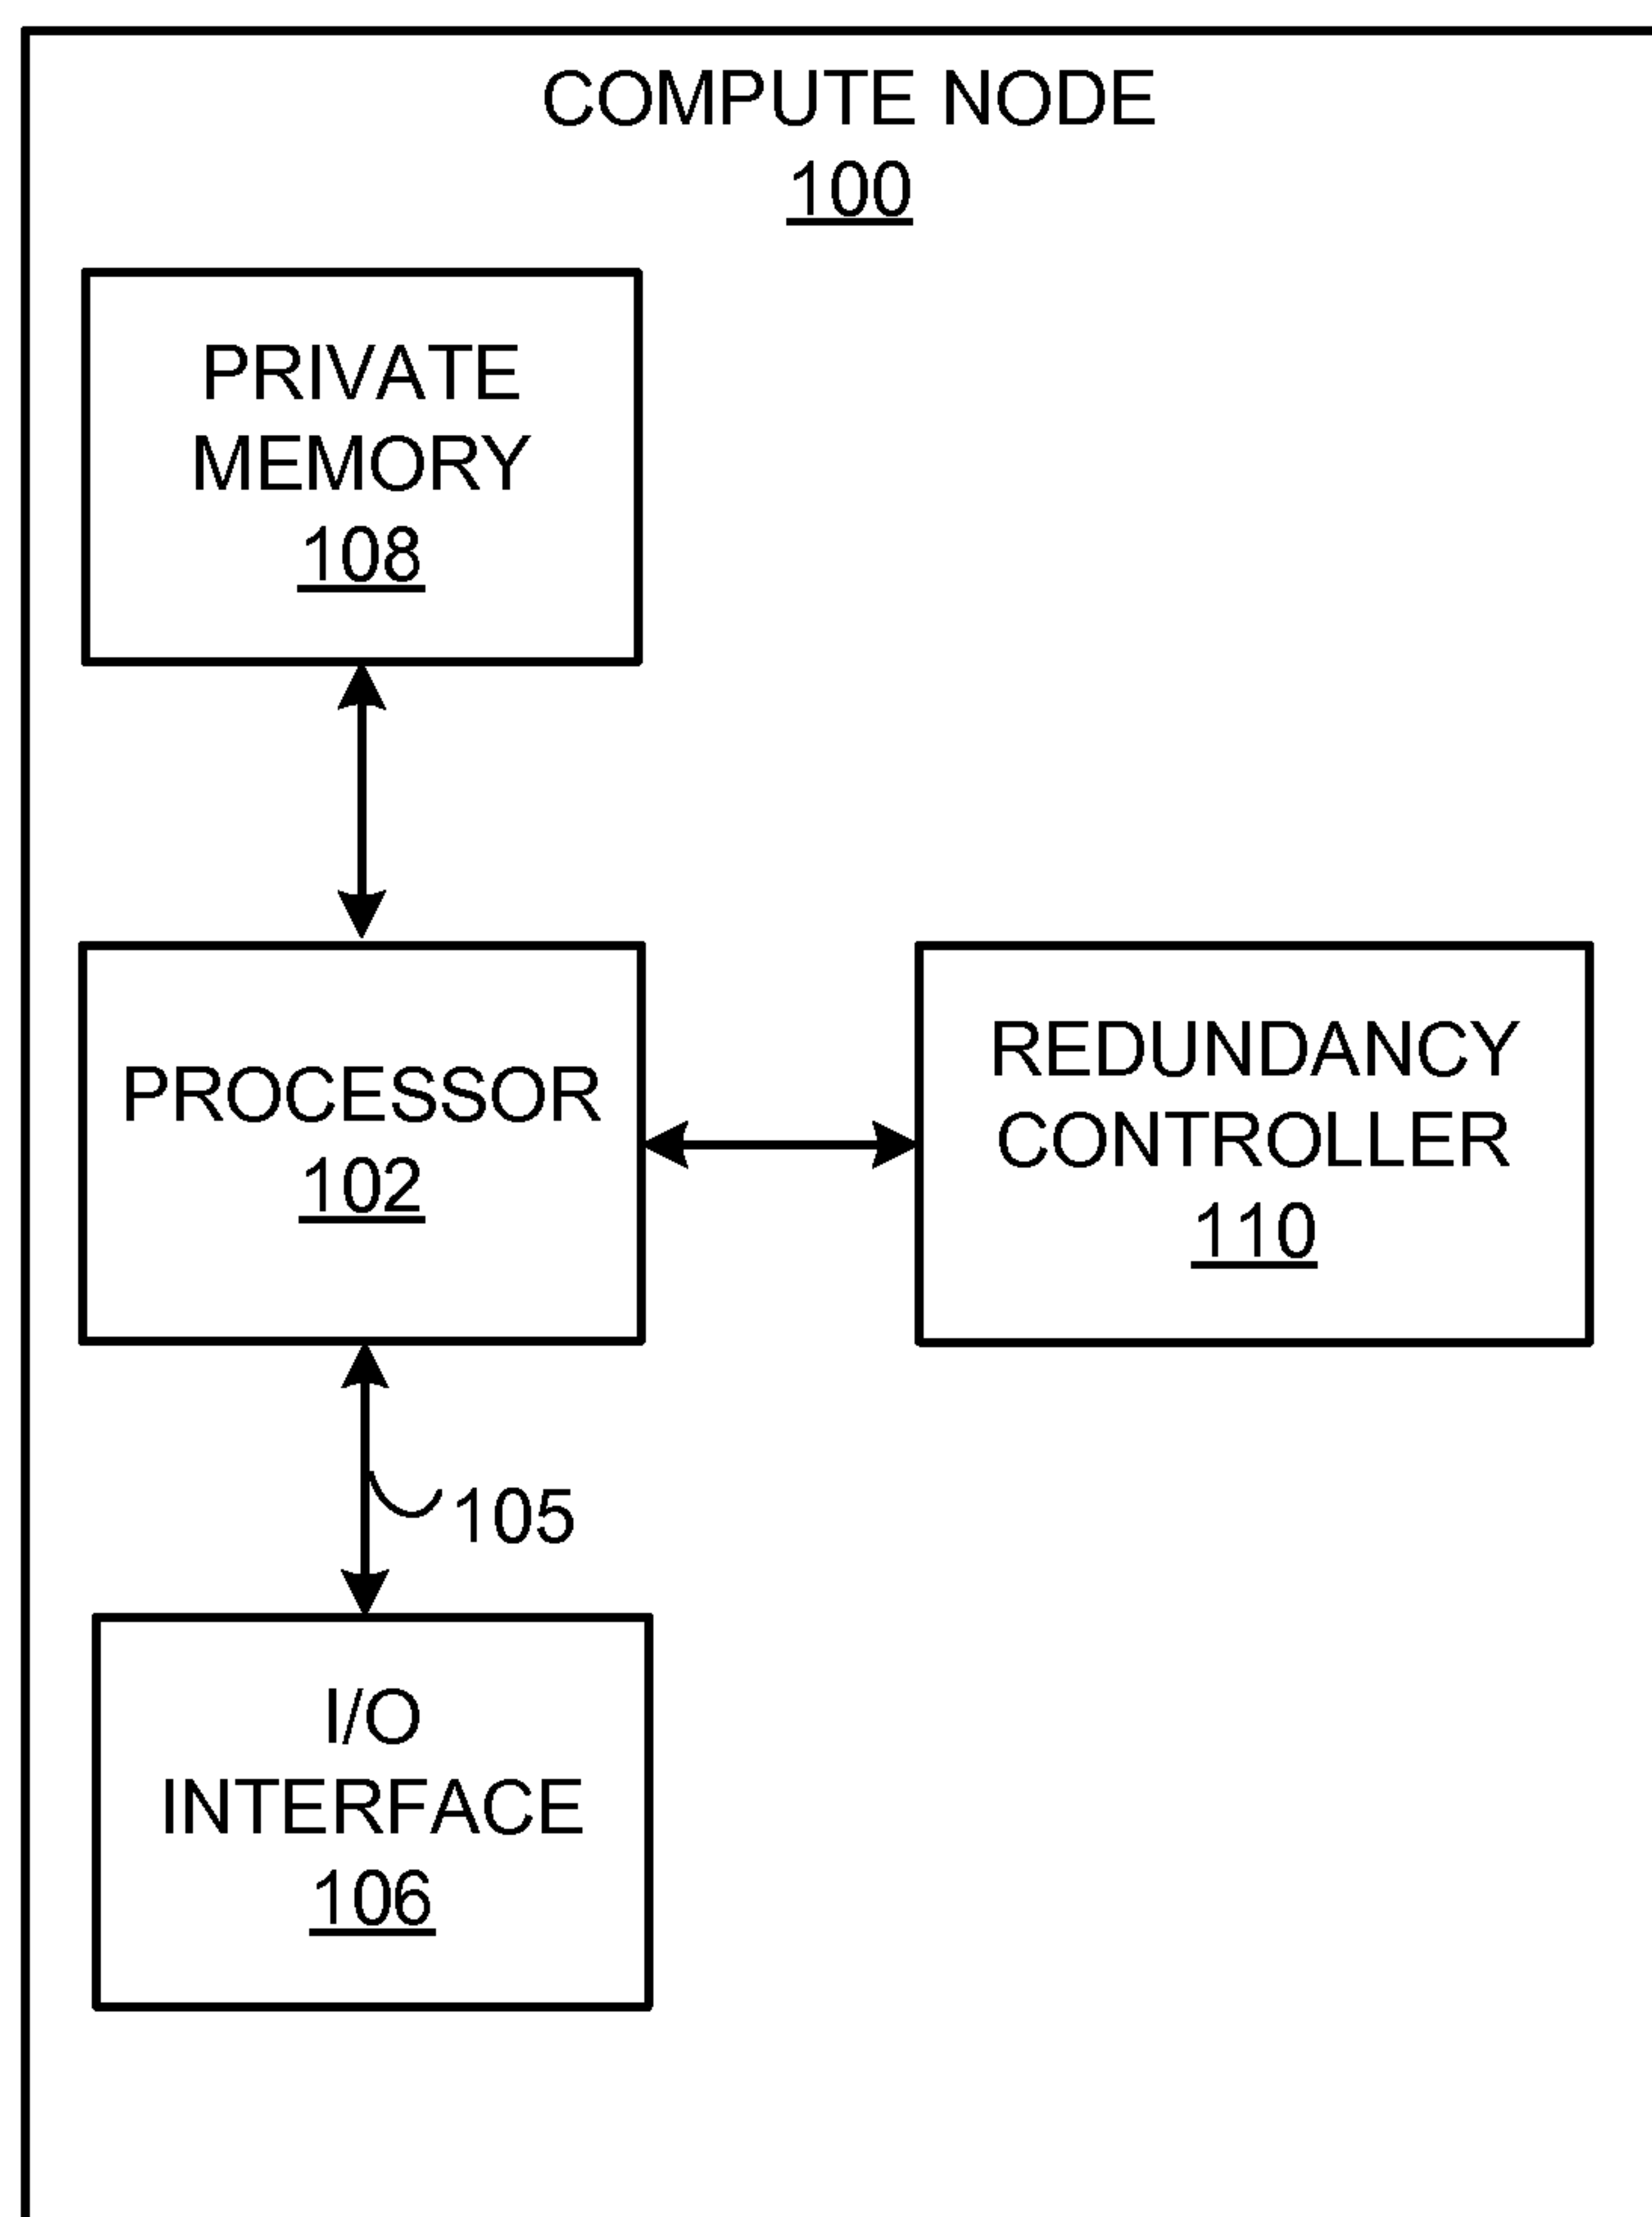 COMPUTE NODE
100
PRIVATE
MEMORY
108
PROCESSOR
102
REDUNDANCY
CONTROLLER
110
105
I/O
INTERFACE
106